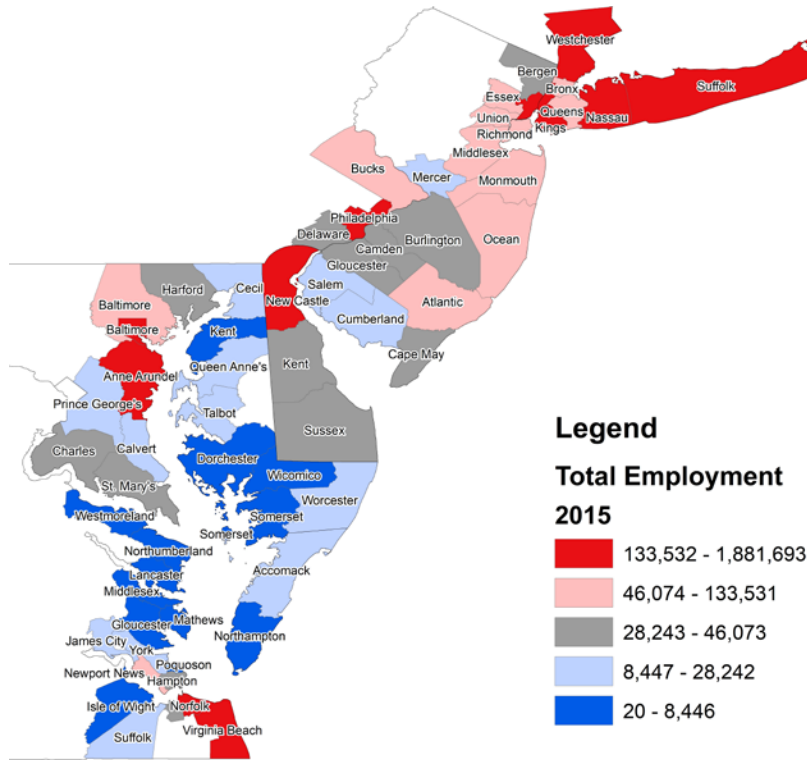 Westchester
Bergen
Suffolk
Bronx
Essex
Queens
Nassau
Union
Kings
Richmond
Middlesex
Bucks
Mercer
Monmouth
Philadelphia
Delaware
Burlington
Ocean
Camden
Gloucester
Cecil
Harford
Salem
New Castle
Atlantic
Baltimore
Cumberland
Baltimore
Kent
Cape May
Kent
Queen Anne's
Anne Arundel
Prince George's
Talbot
Sussex
Calvert
Charles
Dorchester
Wicomico
St. Mary's
Worcester
Westmoreland
Somerset
Somerset
Northumberland
Accomack
Lancaster
Middlesex
Mathews
Gloucester
Northampton
James City
York
Poquoson
Newport News
Hampton
Isle of Wight
Norfolk
Virginia Beach
Suffolk
Legend
Total Employment
2015
133,532 - 1,881,693
46,074 - 133,531
28,243 - 46,073
8,447 - 28,242
20 - 8,446